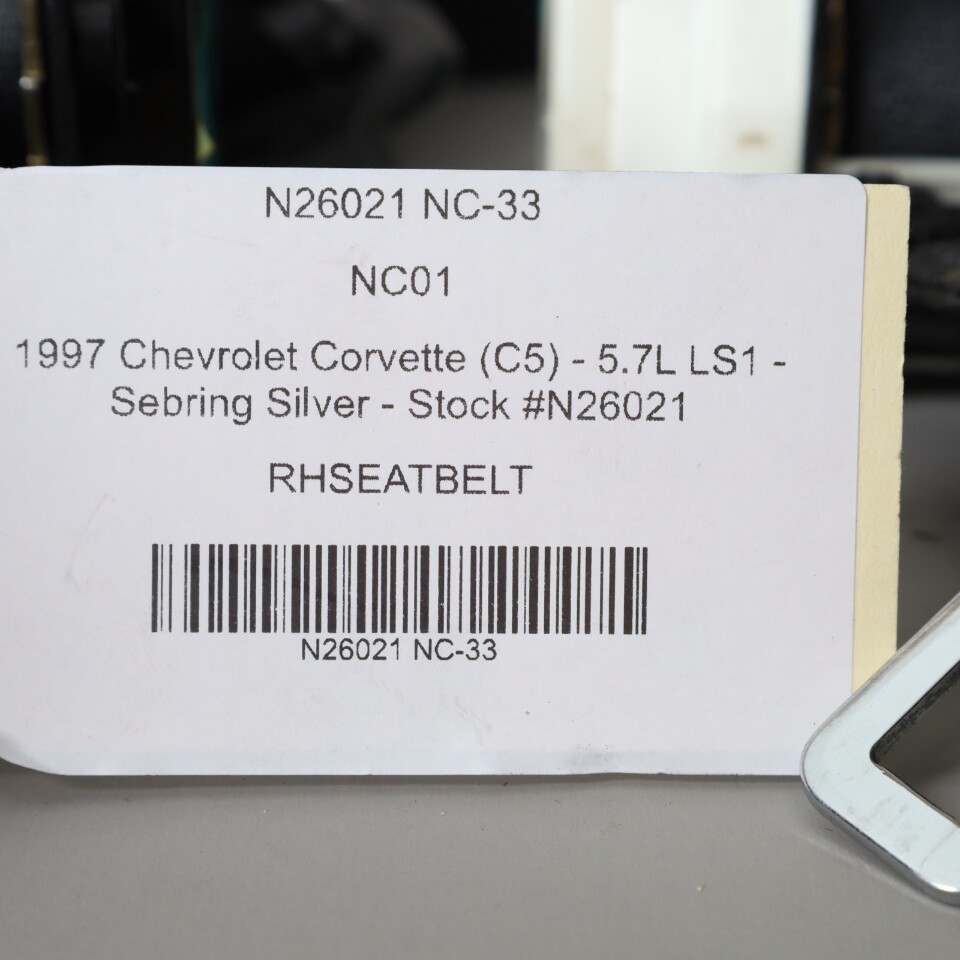 N26021 NC-33
NC01
1997 Chevrolet Corvette (C5) - 5.7L LS1 -
Sebring Silver - Stock #N26021
RHSEATBELT
N26021 NC-33